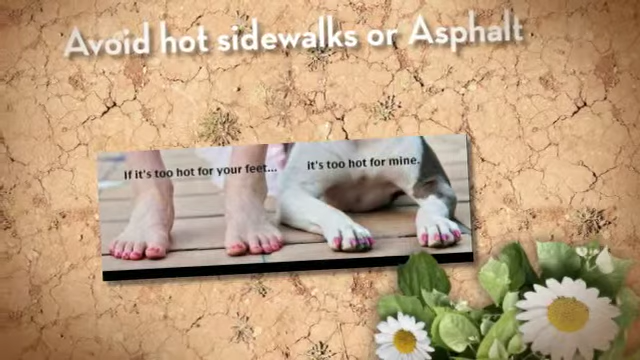 Avoid hot sidewalks or Asphalt
If it's too hot for your feet...
it's too hot for mine.